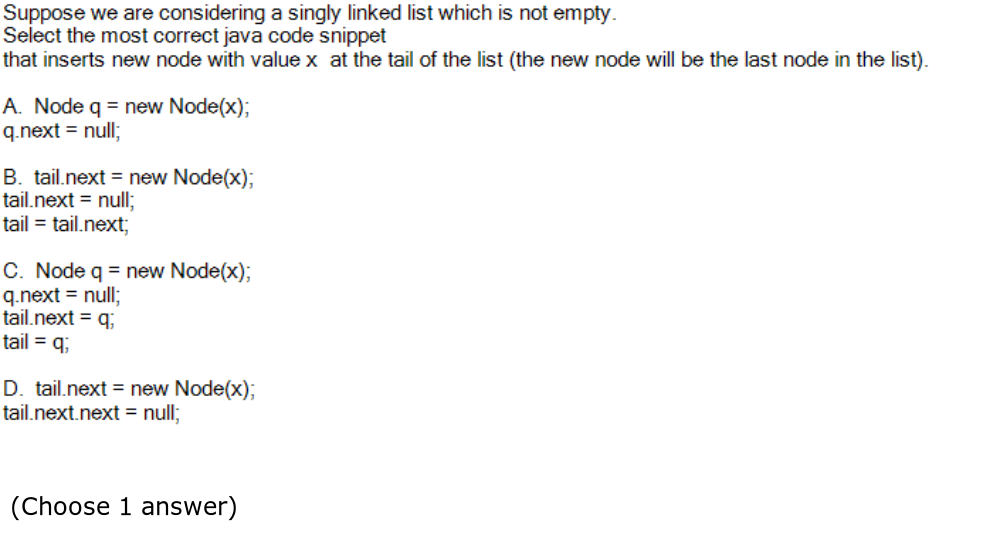 Suppose we are considering a singly linked list which is not empty.
Select the most correct java code snippet
that inserts new node with value x  at the tail of the list (the new node will be the last node in the list).
A.  Node q = new Node(x);
q.next = null;
B.  tail.next = new Node(x);
tail.next = null;
tail = tail.next;
C.  Node q = new Node(x);
q.next = null;
tail.next = q;
tail = q;
D.  tail.next = new Node(x);
tail.next.next = null;
(Choose 1 answer)